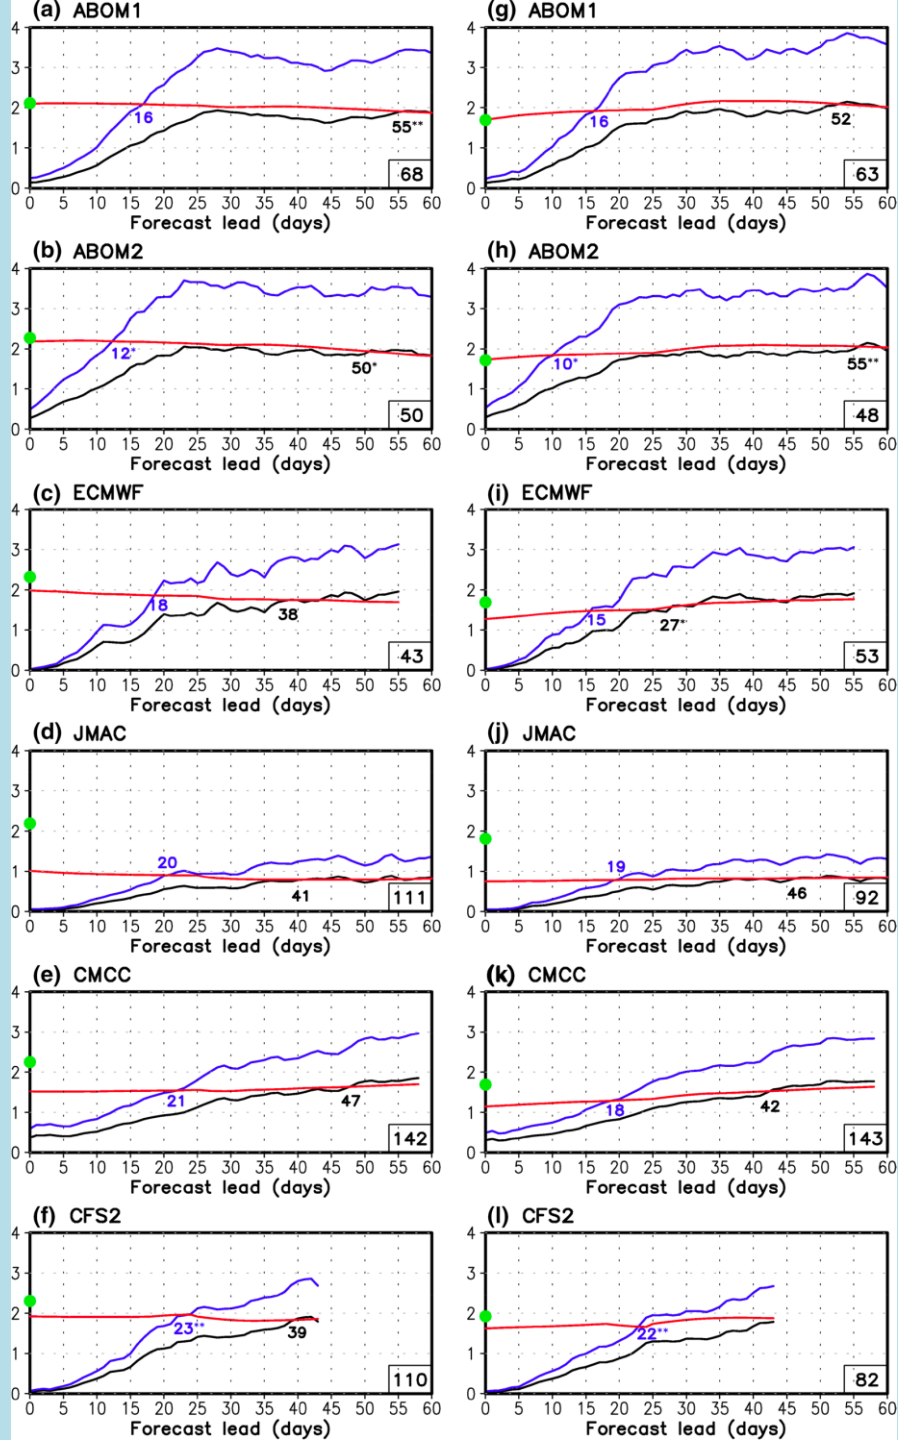 (a) ABOM1
4
3
2
1
0
16
55**
68
0 5 10 15 20 25 30 35 40 45 50 55 60
Forecast lead (days)
(g) ABOM1
4
3
2
1
0
16
52
63
0 5 10 15 20 25 30 35 40 45 50 55 60
Forecast lead (days)
(b) ABOM2
4
3
2
1
0
12*
50*
50
0 5 10 15 20 25 30 35 40 45 50 55 60
Forecast lead (days)
(h) ABOM2
4
3
2
1
0
10*
55**
48
0 5 10 15 20 25 30 35 40 45 50 55 60
Forecast lead (days)
(c) ECMWF
4
3
2
1
0
18
38
43
0 5 10 15 20 25 30 35 40 45 50 55 60
Forecast lead (days)
(i) ECMWF
4
3
2
1
0
15
27*
53
0 5 10 15 20 25 30 35 40 45 50 55 60
Forecast lead (days)
(d) JMAC
4
3
2
1
0
20
41
111
0 5 10 15 20 25 30 35 40 45 50 55 60
Forecast lead (days)
(j) JMAC
4
3
2
1
0
19
46
92
0 5 10 15 20 25 30 35 40 45 50 55 60
Forecast lead (days)
(e) CMCC
4
3
2
1
0
21
47
142
0 5 10 15 20 25 30 35 40 45 50 55 60
Forecast lead (days)
(k) CMCC
4
3
2
1
0
18
42
143
0 5 10 15 20 25 30 35 40 45 50 55 60
Forecast lead (days)
(f) CFS2
4
3
2
1
0
23**
39
110
0 5 10 15 20 25 30 35 40 45 50 55 60
Forecast lead (days)
(l) CFS2
4
3
2
1
0
22**
82
0 5 10 15 20 25 30 35 40 45 50 55 60
Forecast lead (days)